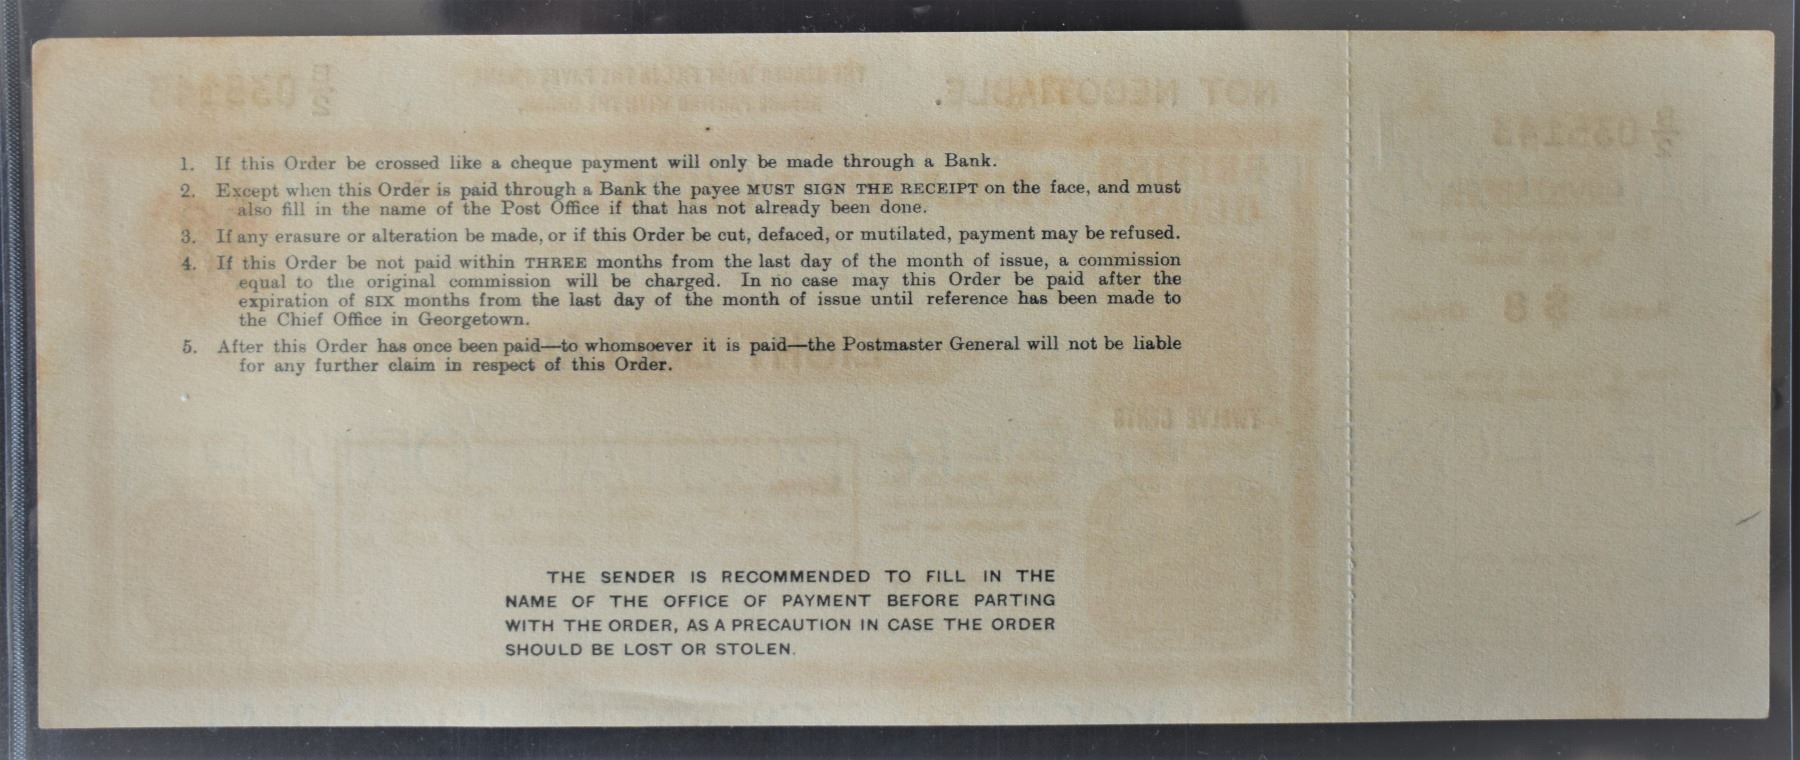 1. If this Order be crossed like a cheque payment will only be made through a Bank.
2. Except when this Order is paid through a Bank the payee MUST SIGN THE RECEIPT on the face, and must
also fill in the name of the Post Office if that has not already been done.
3. If any erasure or alteration be made, or if this Order be cut, defaced, or mutilated, payment may be refused.
4. If this Order be not paid within THREE months from the last day of the month of issue, a commission
equal to the original commission will be charged. In no case may this Order be paid after the
expiration of SIX months from the last day of the month of issue until reference has been made to
the Chief Office in Georgetown.
5. After this Order has once been paid—to whomsoever it is paid—the Postmaster General will not be liable
for any further claim in respect of this Order.
THE SENDER IS RECOMMENDED TO FILL IN THE
NAME OF THE OFFICE OF PAYMENT BEFORE PARTING
WITH THE ORDER, AS A PRECAUTION IN CASE THE ORDER
SHOULD BE LOST OR STOLEN.